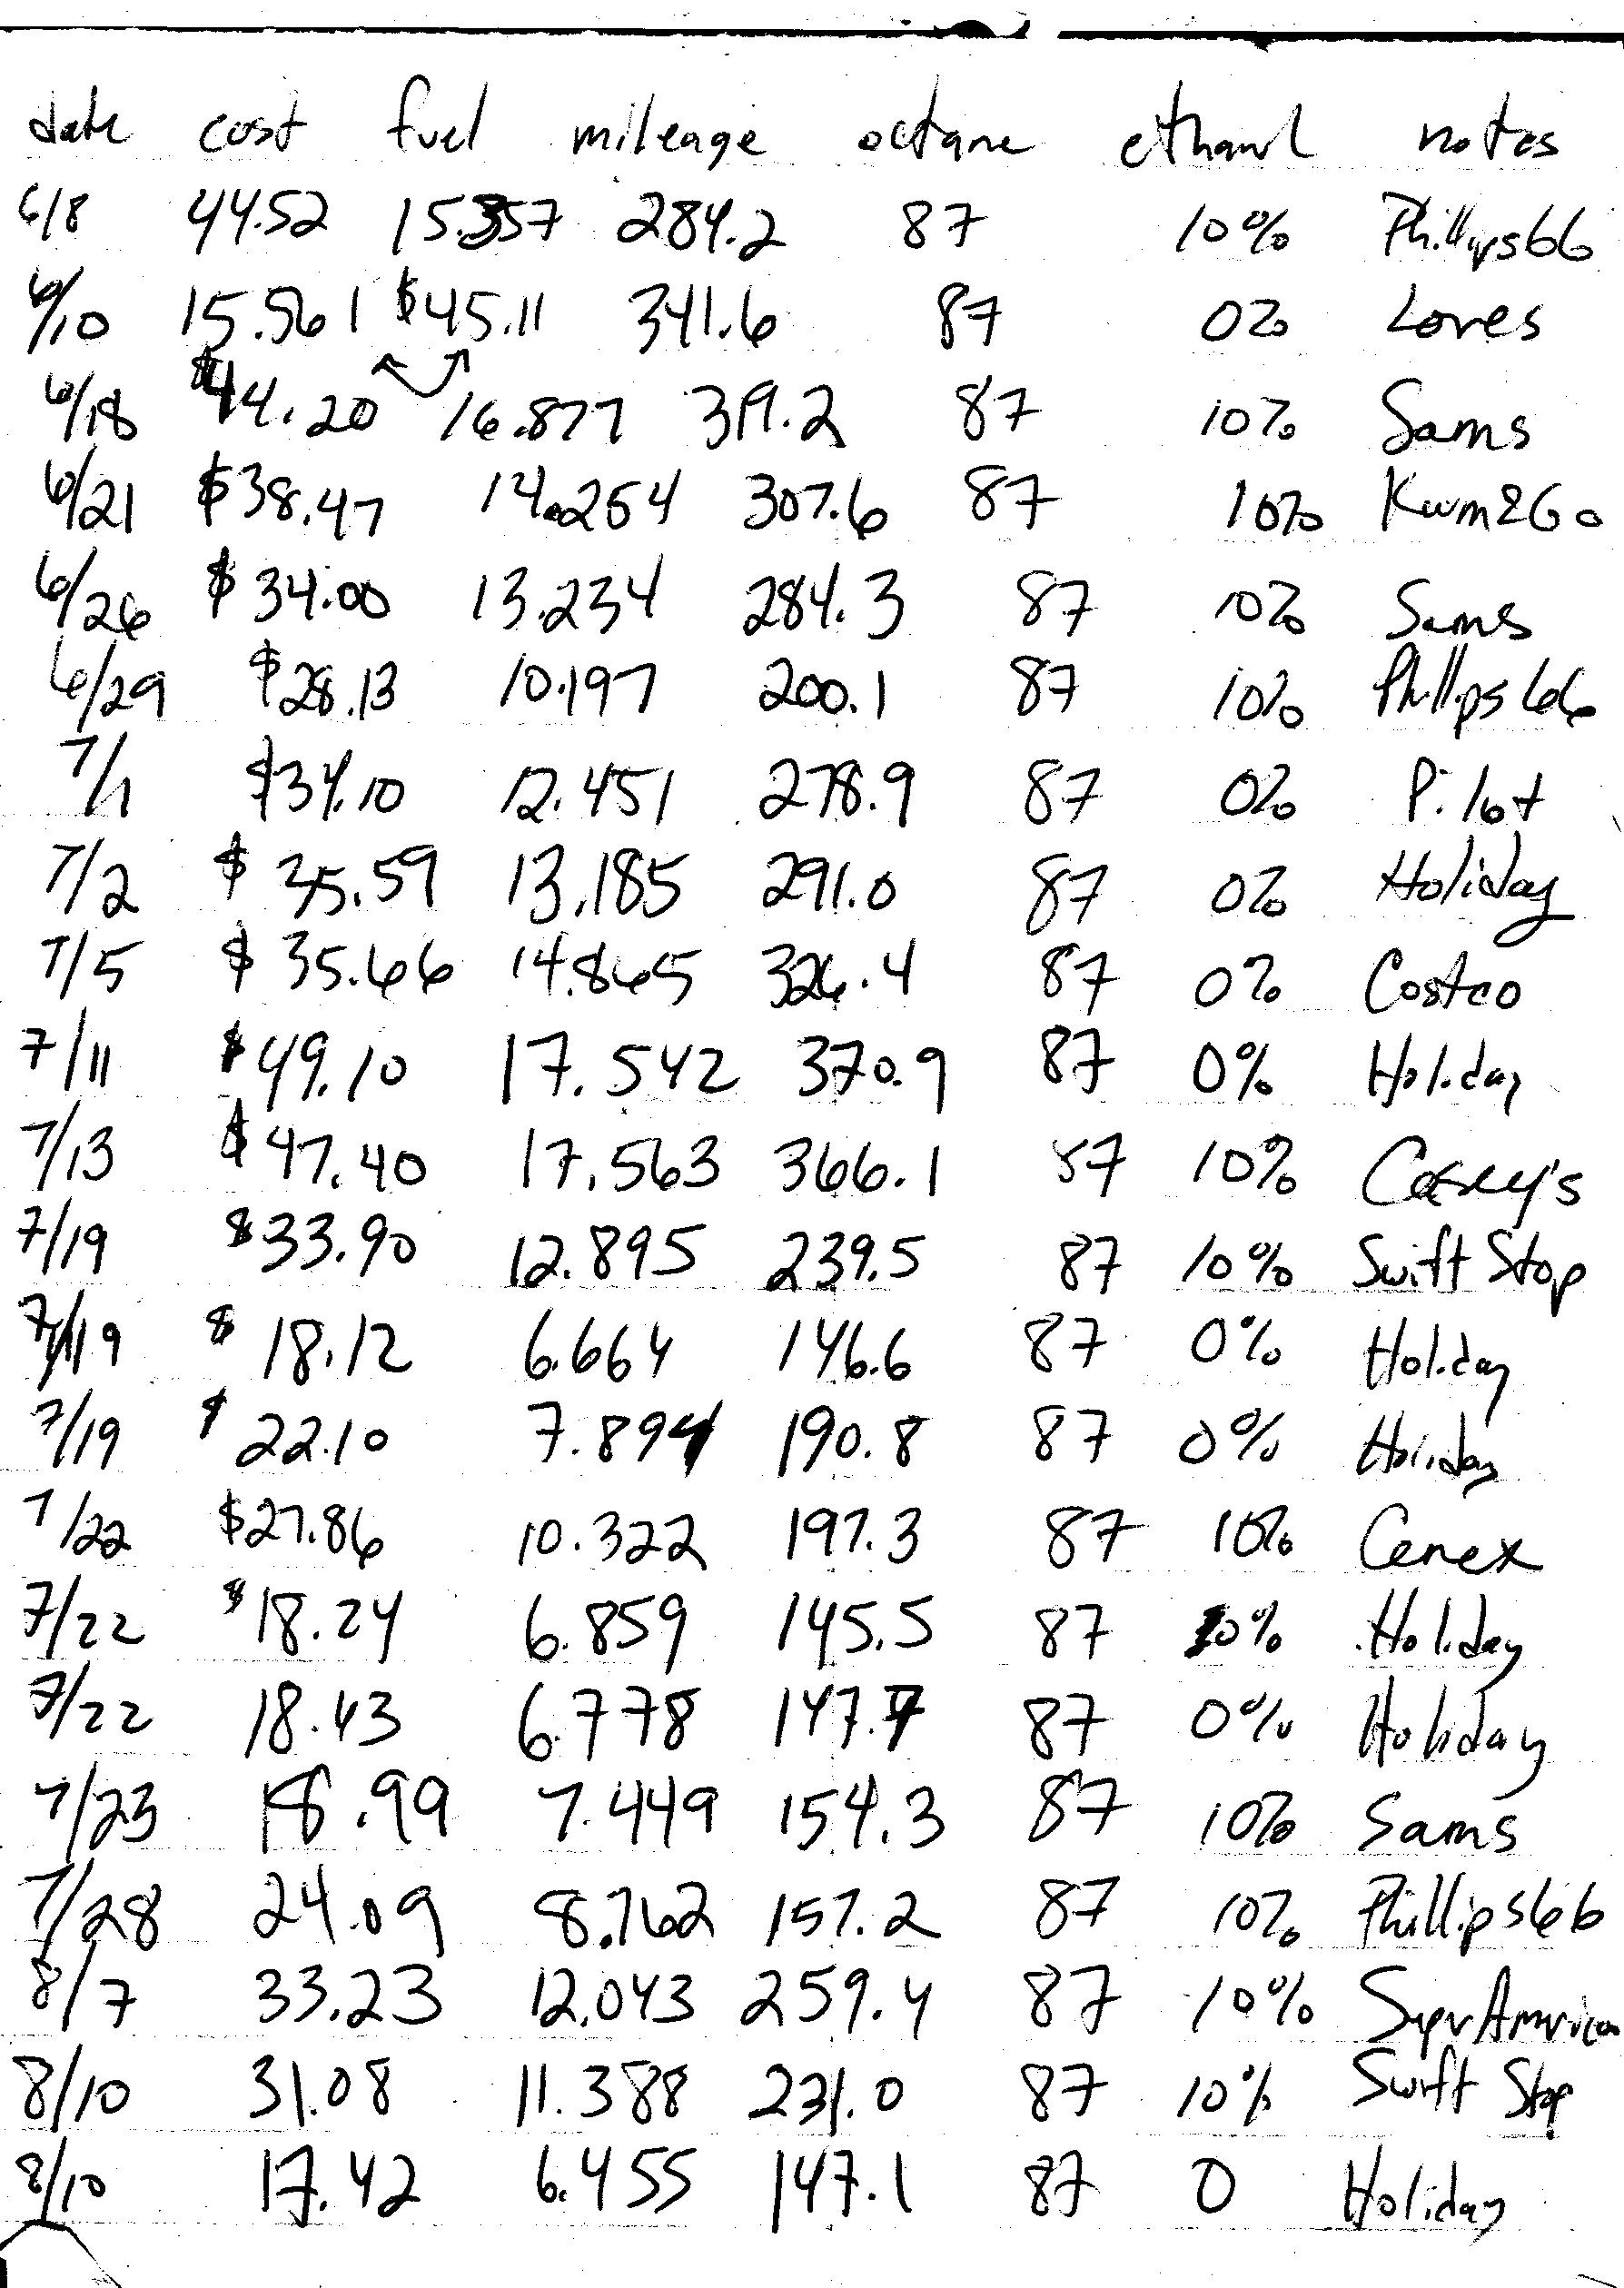 date cost fuel mileage octane ethanol notes
6/8 44.52 15.357 284.2 87 10% Phillips66
6/10 15.561 $45.11 341.6 87 0% Loves
6/18 $44.20 16.877 319.2 87 10% Sams
6/21 $38.47 14.264 307.6 87 10% Kum&Go
6/26 $34.00 13.234 284.3 87 10% Sams
6/29 $28.13 10.197 200.1 87 10% Phillips66
7/1 $34.10 12.451 278.9 87 0% Pilot
7/2 $35.59 13.185 291.0 87 0% Holiday
7/5 $35.66 14.865 326.4 87 0% Costco
7/11 $49.10 17.542 370.9 87 0% Holiday
7/13 $47.40 17.563 366.1 87 10% Casey's
7/19 $33.90 12.895 239.5 87 10% Swift Stop
7/19 $18.12 6.664 146.6 87 0% Holiday
7/19 $22.10 7.894 190.8 87 0% Holiday
7/22 $27.86 10.322 197.3 87 10% Cenex
7/22 $18.24 6.859 145.5 87 10% Holiday
7/22 18.43 6.778 147.7 87 0% Holiday
7/23 18.99 7.449 154.3 87 10% Sams
7/28 24.09 8.762 157.2 87 10% Phillips66
8/7 33.23 12.043 259.4 87 10% SuperAmerica
8/10 31.08 11.388 231.0 87 10% Swift Stop
8/10 17.42 6.455 147.1 87 0 Holiday